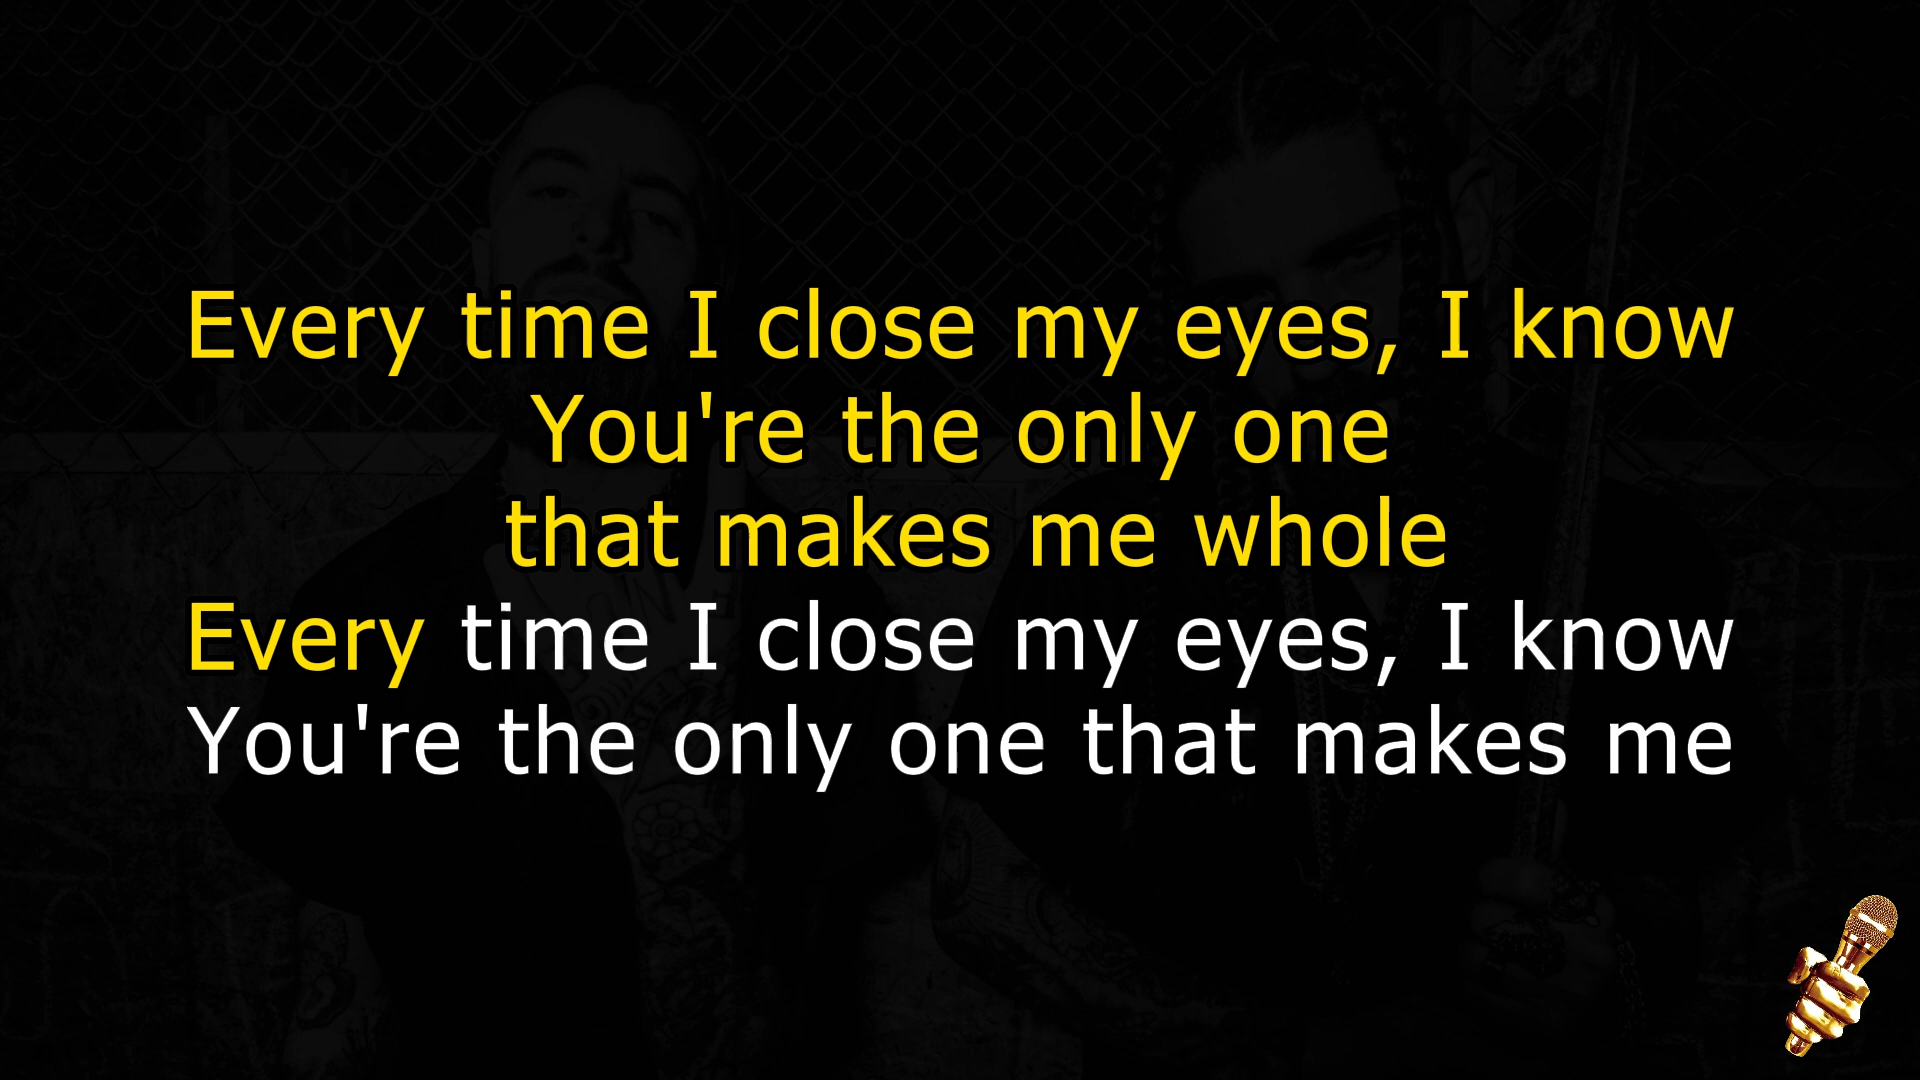 Every time I close my eyes, I know
You're the only one
that makes me whole
Every time I close my eyes, I know
You're the only one that makes me